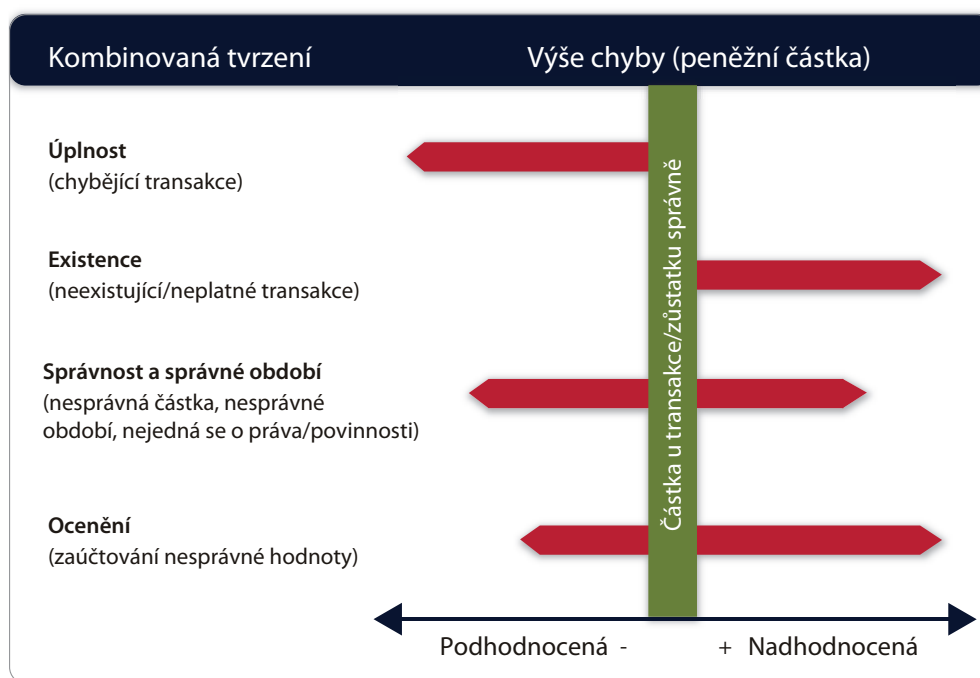 Kombinovaná tvrzení
Výše chyby (peněžní částka)
Úplnost
(chybějící transakce)
Existence
(neexistující/neplatné transakce)
Správnost a správné období
(nesprávná částka, nesprávné
období, nejedná se o práva/povinnosti)
Ocenění
(zaúčtování nesprávné hodnoty)
Částka u transakce/zůstatku správně
Podhodnocená -
+ Nadhodnocená